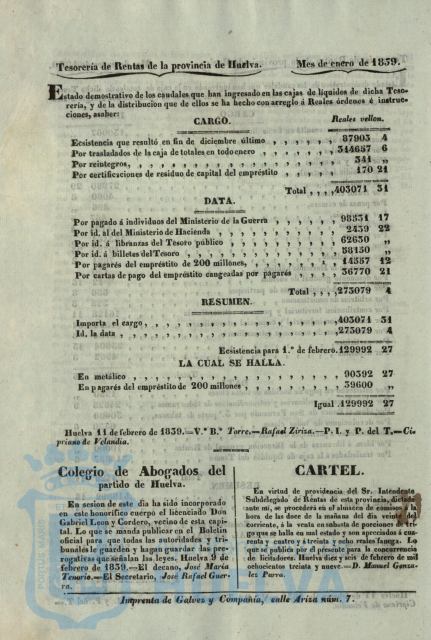 Tesorería de Rentas de la provincia de Huelva. Mes de enero de 1839.
Estado demostrativo de los caudales que han ingresado en las cajas de líquidos de dicha Teso-
rería, y de la distribucion que de ellos se ha hecho con arreglo á Reales órdenes é instruc-
ciones, asaber:
CARGO. Reales vellon.
Ecsistencia que resultó en fin de diciembre último , , , , , , 87903 4
Por trasladados de la caja de totales en todo enero , , , , , 314687 6
Por reintegros, , , , , , , , , , , , , , , , 341 „
Por certificaciones de residuo de capital del empréstito , , , , , 170 21
Total , , , , 403071 31
DATA.
Por pagado á individuos del Ministerio de la Guerra , , , , , 98531 17
Por id. al del Ministerio de Hacienda , , , , , , , , 2439 22
Por id. á libranzas del Tesoro público , , , , , , , , 62650 „
Por id. á billetes del Tesoro , , , , , , , , , , 58150 „
Por pagarés del empréstito de 200 millones, , , , , , , 14537 12
Por cartas de pago del empréstito cangeadas por pagarés , , , , 36770 21
Total , , , , 273079 4
RESUMEN.
Importa el cargo, , , , , , , , , , , , , , 403071 31
Id. la data , , , , , , , , , , , , , , , 273079 4
Ecsistencia para 1.º de febrero. 129992 27
LA CUAL SE HALLA.
En metálico , , , , , , , , , , , , , , , 90392 27
En pagarés del empréstito de 200 millones , , , , , , , 39600 „
Igual , 129992 27
Huelva 11 de febrero de 1839.—V.º B.º Torre.—Rafael Ziriza.—P. I. y P. del T.—Ci-
priano de Velandia.
Colegio de Abogados del
partido de Huelva.
En sesion de este dia ha sido incorporado
en este honorífico cuerpo el licenciado Don
Gabriel Leon y Cordero, vecino de esta capi-
tal. Lo que se manda publicar en el Boletin
oficial para que todas las autoridades y tri-
bunales le guarden y hagan guardar las pre-
rogativas que señalan las leyes. Huelva 9 de
febrero de 1839.—El decano, José María
Tenorio.—El Secretario, José Rafael Guer-
ra.
CARTEL.
En virtud de providencia del Sr. Intendente
Subdelegado de Rentas de esta provincia, dictada
ante mí, se procederá en el almacen de comisos á la
hora de las doce de la mañana del dia veinte del
corriente, á la venta en subasta de porciones de tri-
go que se halla en mal estado y son apreciadas á cua-
renta y cuatro y treinta y ocho reales fanega. Lo
que se publica por el presente para la concurrencia
de licitadores. Huelva diez y seis de febrero de mil
ochocientos treinta y nueve.—D. Manuel Gonza-
lez Parra.
Imprenta de Galvez y Compañía, calle Ariza núm. 7.